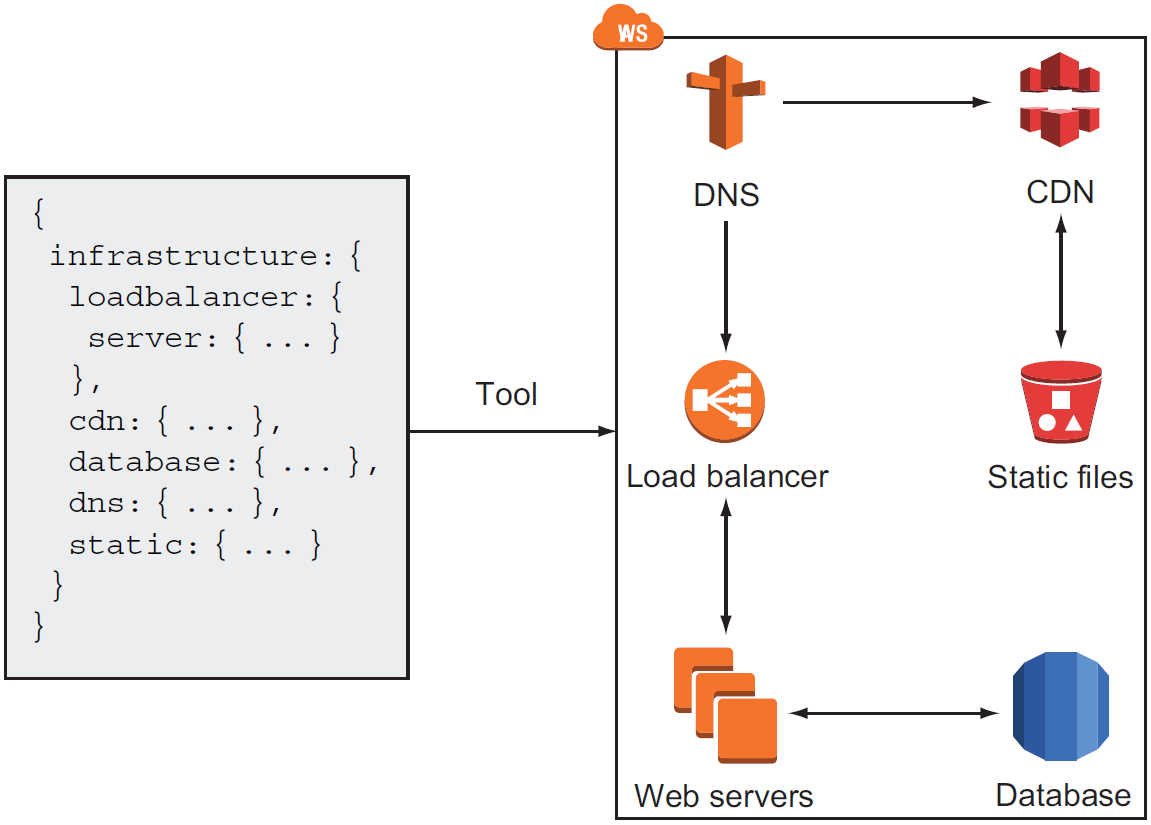 {
infrastructure: {
loadbalancer: {
server: { ... }
},
cdn: { ... },
database: { ... },
dns: { ... },
static: { ... }
}
}
Tool
WS
DNS
CDN
Load balancer
Static files
Web servers
Database